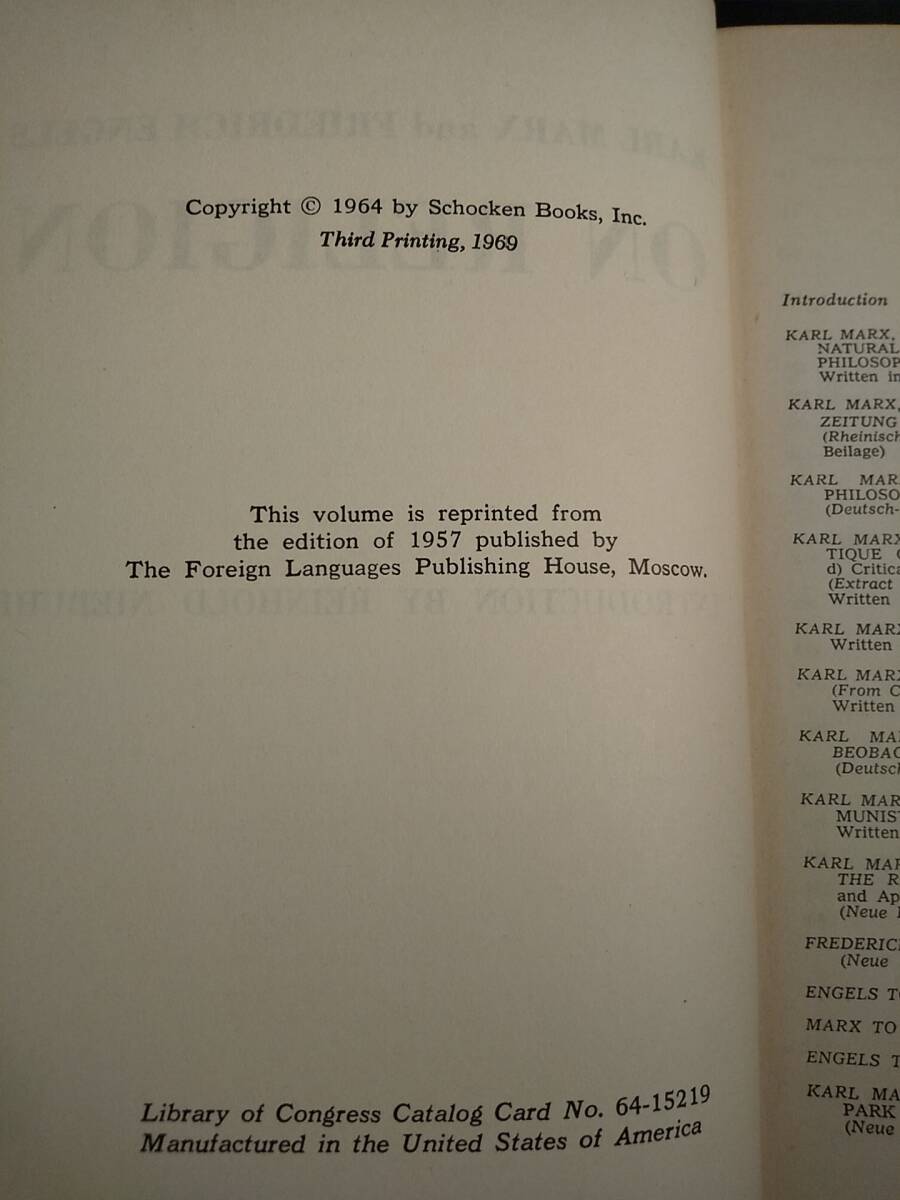 Copyright © 1964 by Schocken Books, Inc.
Third Printing, 1969
This volume is reprinted from
the edition of 1957 published by
The Foreign Languages Publishing House, Moscow.
Library of Congress Catalog Card No. 64-15219
Manufactured in the United States of America
Introduction
KARL MARX,
NATURAL
PHILOSOP
Written in
KARL MARX,
ZEITUNG
(Rheinisch
Beilage)
KARL MAR
PHILOSO
(Deutsch-
KARL MARX
TIQUE
d) Critica
(Extract
Written
KARL MARX
Written
KARL MARX
(From C
Written
KARL MA
BEOBAC
(Deutsch
KARL MAR
MUNIST
Written
KARL MAR
THE R
and Ap
(Neue
FREDERIC
(Neue
ENGELS T
MARX TO
ENGELS T
KARL MA
PARK
(Neue